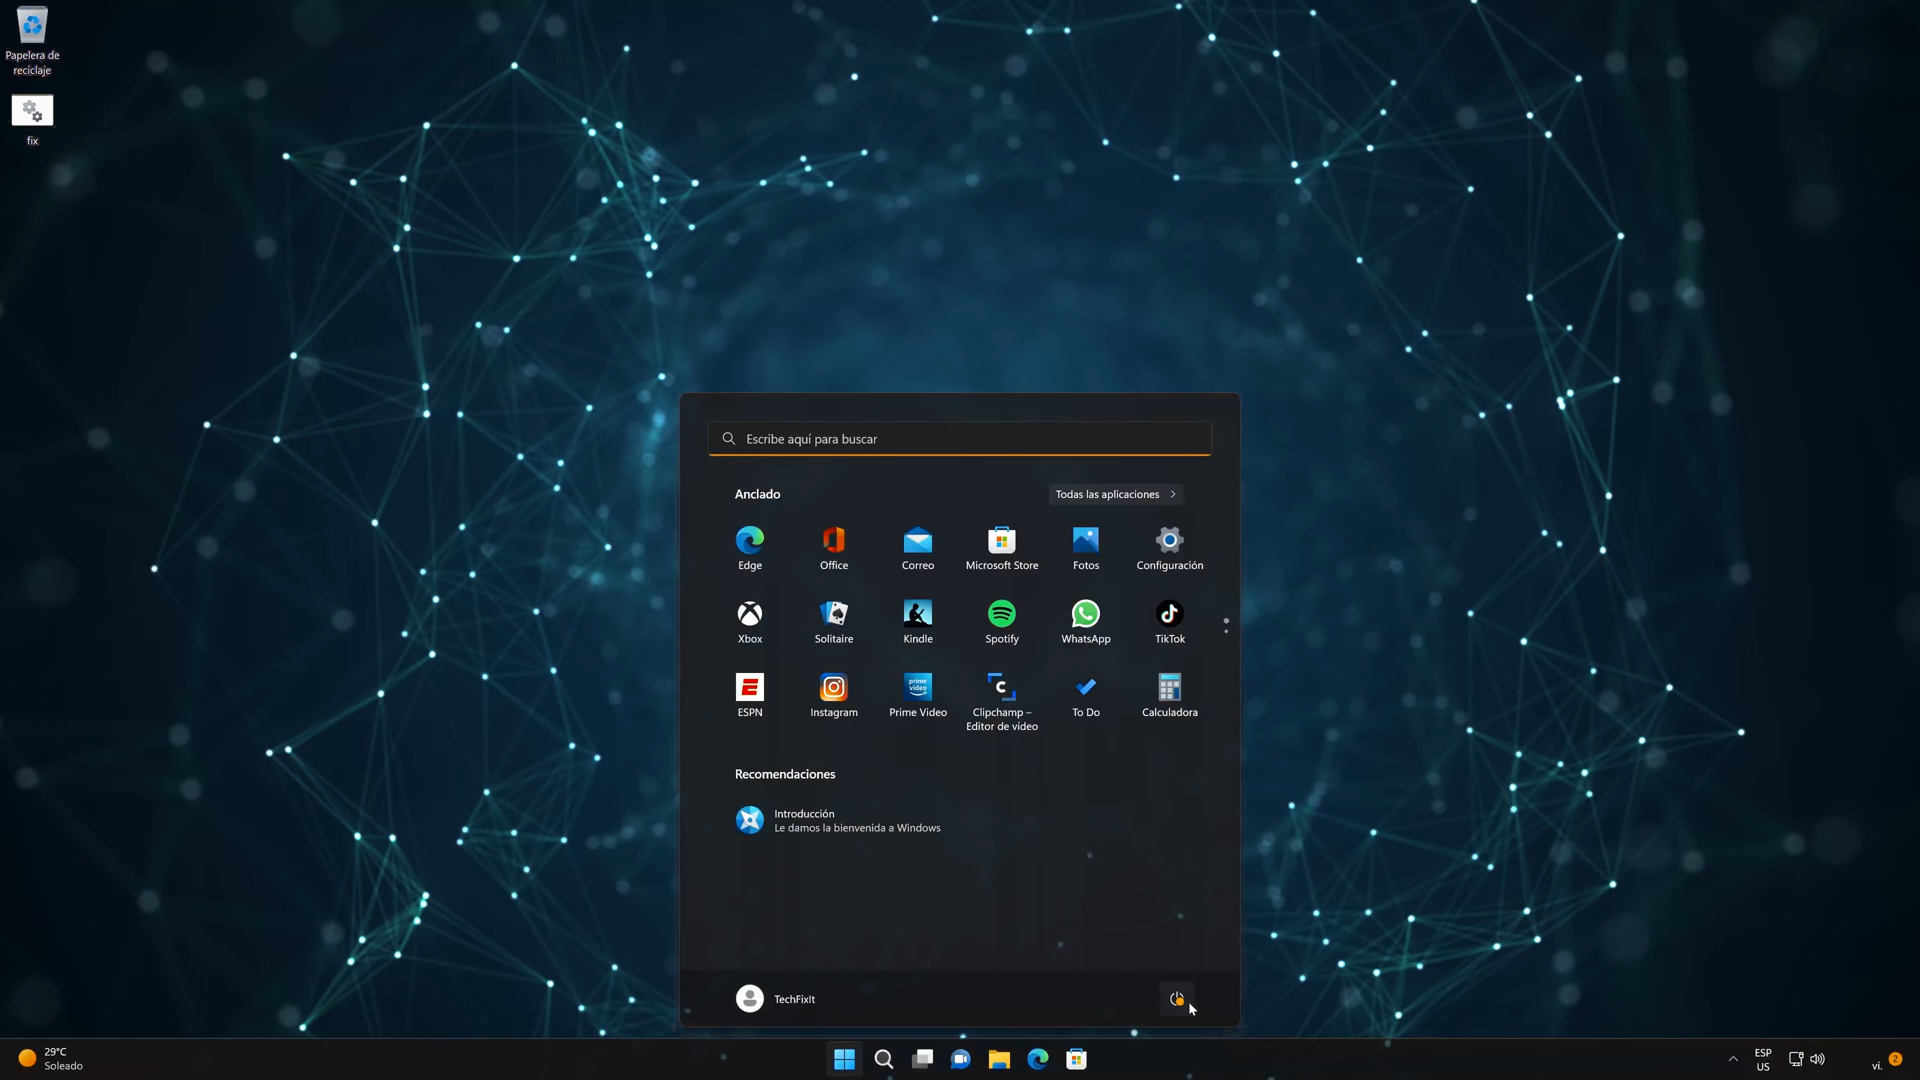 Papelera de
reciclaje
fix
Escribe aquí para buscar
Anclado
Todas las aplicaciones
Edge
Office
Correo
Microsoft Store
Fotos
Configuración
Xbox
Solitaire
Kindle
Spotify
WhatsApp
TikTok
prime
video
ESPN
Instagram
Prime Video
Clipchamp –
Editor de vídeo
To Do
Calculadora
Recomendaciones
Introducción
Le damos la bienvenida a Windows
TechFixIt
29°C
Soleado
ESP
US
vi.
2